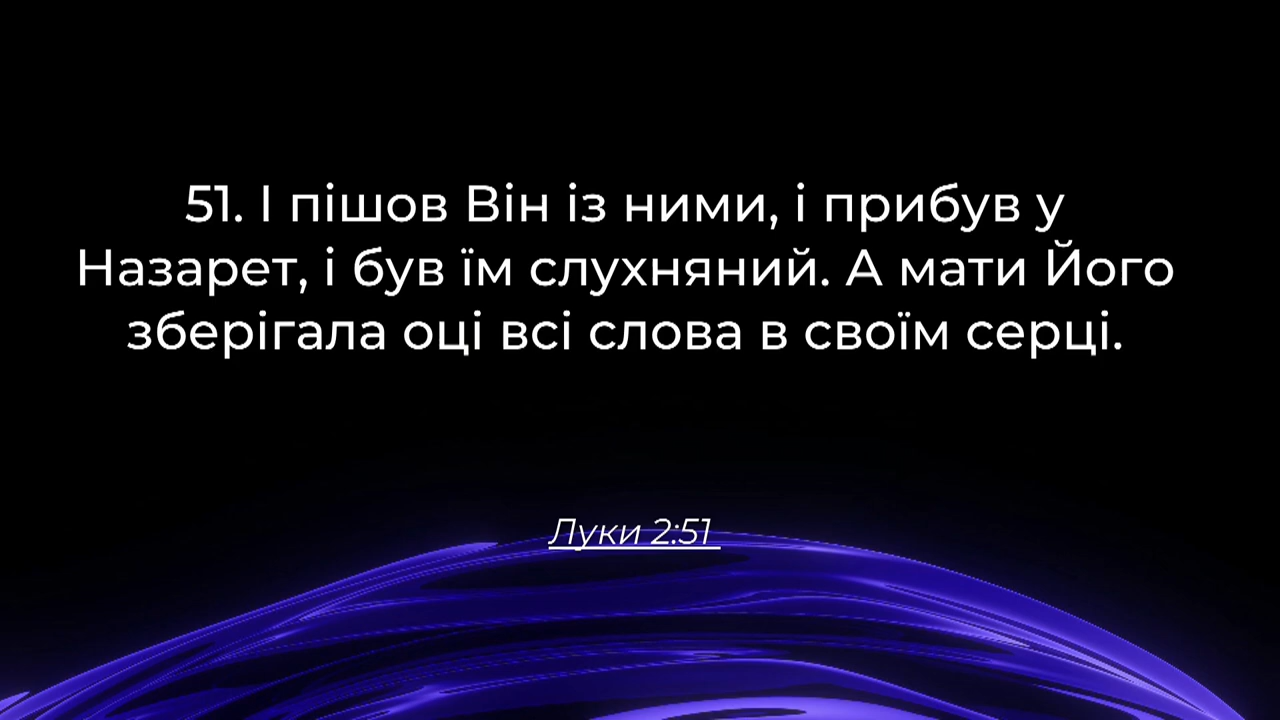 51. І пішов Він із ними, і прибув у
Назарет, і був їм слухняний. А мати Його
зберігала оці всі слова в своїм серці.
Луки 2:51